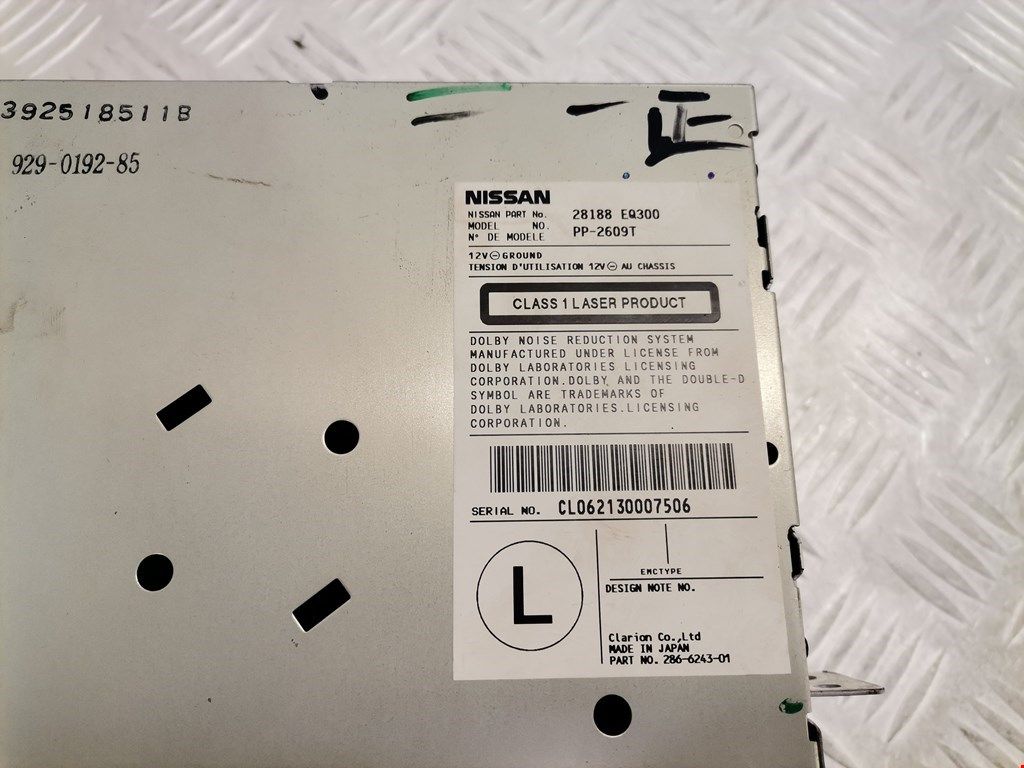 3925185118
929-0192-85
NISSAN
NISSAN PART No. 28188 EQ300
MODEL NO. PP-2609T
N° DE MODELE
12V⊖GROUND
TENSION D'UTILISATION 12V⊖ AU CHASSIS
CLASS 1 LASER PRODUCT
DOLBY NOISE REDUCTION SYSTEM
MANUFACTURED UNDER LICENSE FROM
DOLBY LABORATORIES LICENSING
CORPORATION.DOLBY AND THE DOUBLE-D
SYMBOL ARE TRADEMARKS OF
DOLBY LABORATORIES.LICENSING
CORPORATION.
SERIAL NO. CL062130007506
L
EMCTYPE
DESIGN NOTE NO.
Clarion Co.,Ltd
MADE IN JAPAN
PART NO. 286-6243-01